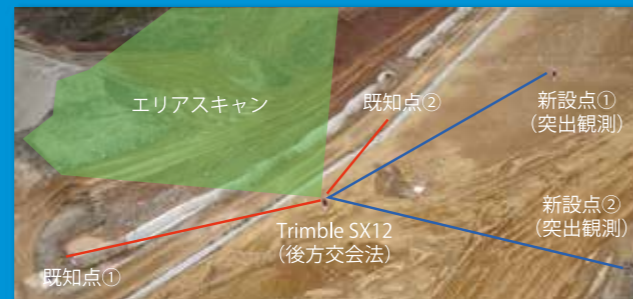 エリアスキャン
既知点②
新設点①
（突出観測）
新設点②
（突出観測）
Trimble SX12
（後方交会法）
既知点①